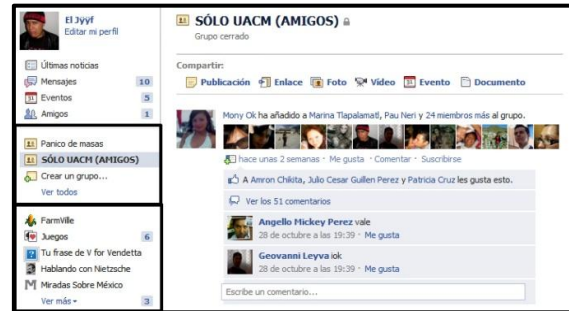 El Jÿÿf
Editar mi perfil
Últimas noticias
Mensajes 10
Eventos 5
Amigos 1
Panico de masas
SÓLO UACM (AMIGOS)
Crear un grupo...
Ver todos
FarmVille
Juegos 6
Tu frase de V for Vendetta
Hablando con Nietzsche
Miradas Sobre México
Ver más 3
SÓLO UACM (AMIGOS)
Grupo cerrado
Compartir:
Publicación Enlace Foto Vídeo Evento Documento
Mony Ok ha añadido a Marina Tlapalamatl, Pau Neri y 24 miembros más al grupo.
hace unas 2 semanas · Me gusta · Comentar · Suscribirse
A Amron Chikita, Julio Cesar Guillen Perez y Patricia Cruz les gusta esto.
Ver los 51 comentarios
Angello Mickey Perez vale
28 de octubre a las 19:39 · Me gusta
Geovanni Leyva iok
28 de octubre a las 19:39 · Me gusta
Escribe un comentario...